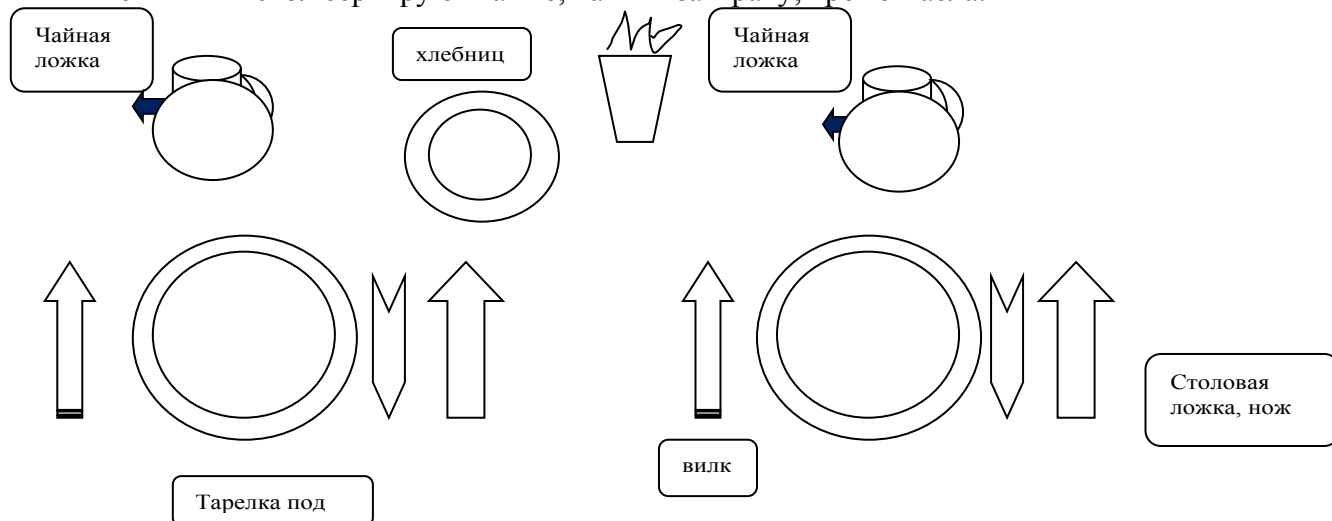 Чайная
ложка
хлебниц
Чайная
ложка
Столовая
ложка, нож
вилк
Тарелка под